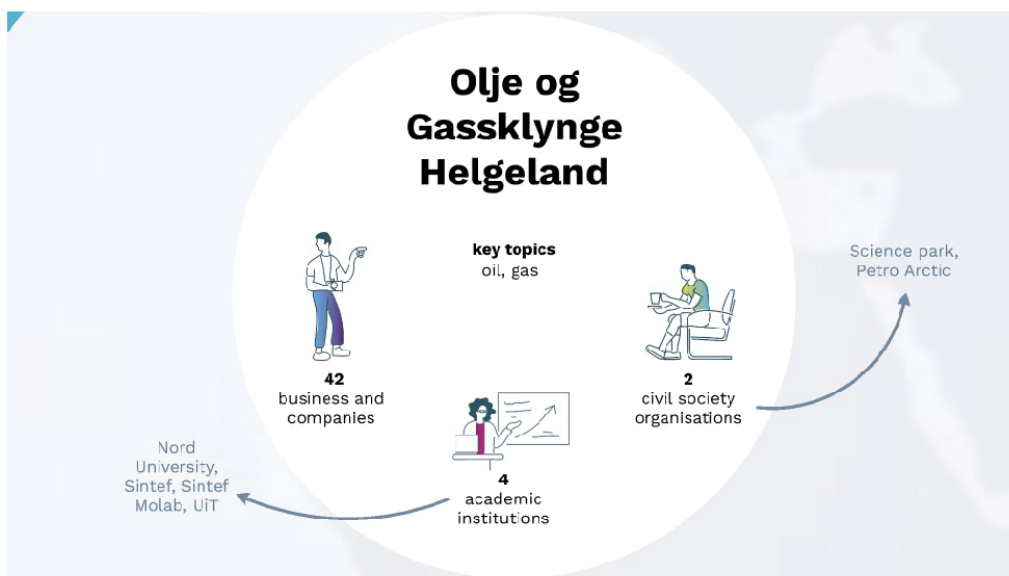 Olje og
Gassklynge
Helgeland
key topics
oil, gas
Science park,
Petro Arctic
42
business and
companies
2
civil society
organisations
Nord
University,
Sintef, Sintef
Molab, UiT
4
academic
institutions